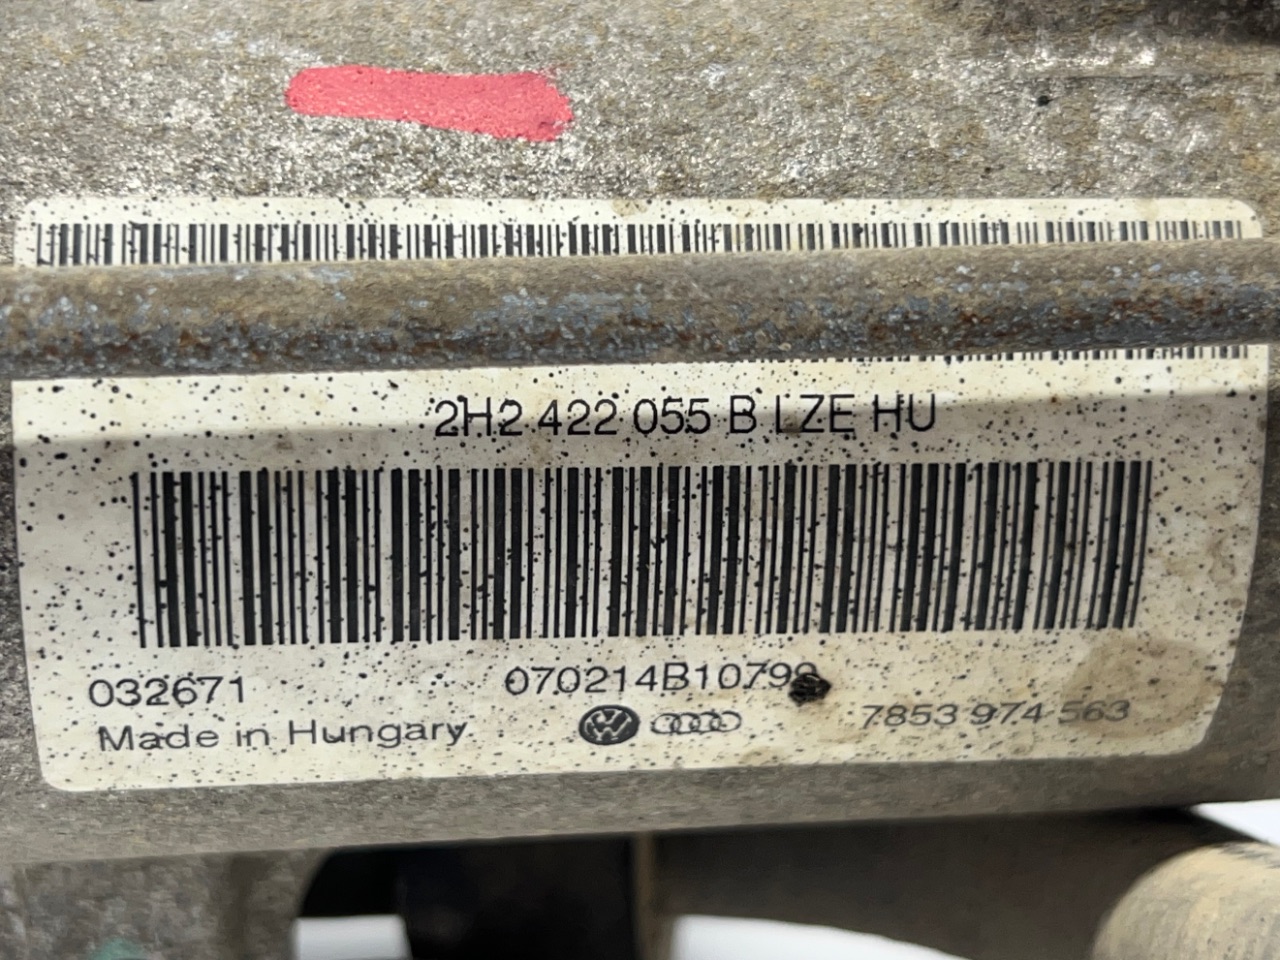 2H2 422 055 B LZE HU
032671
070214B10799
Made in Hungary
7853 974 563